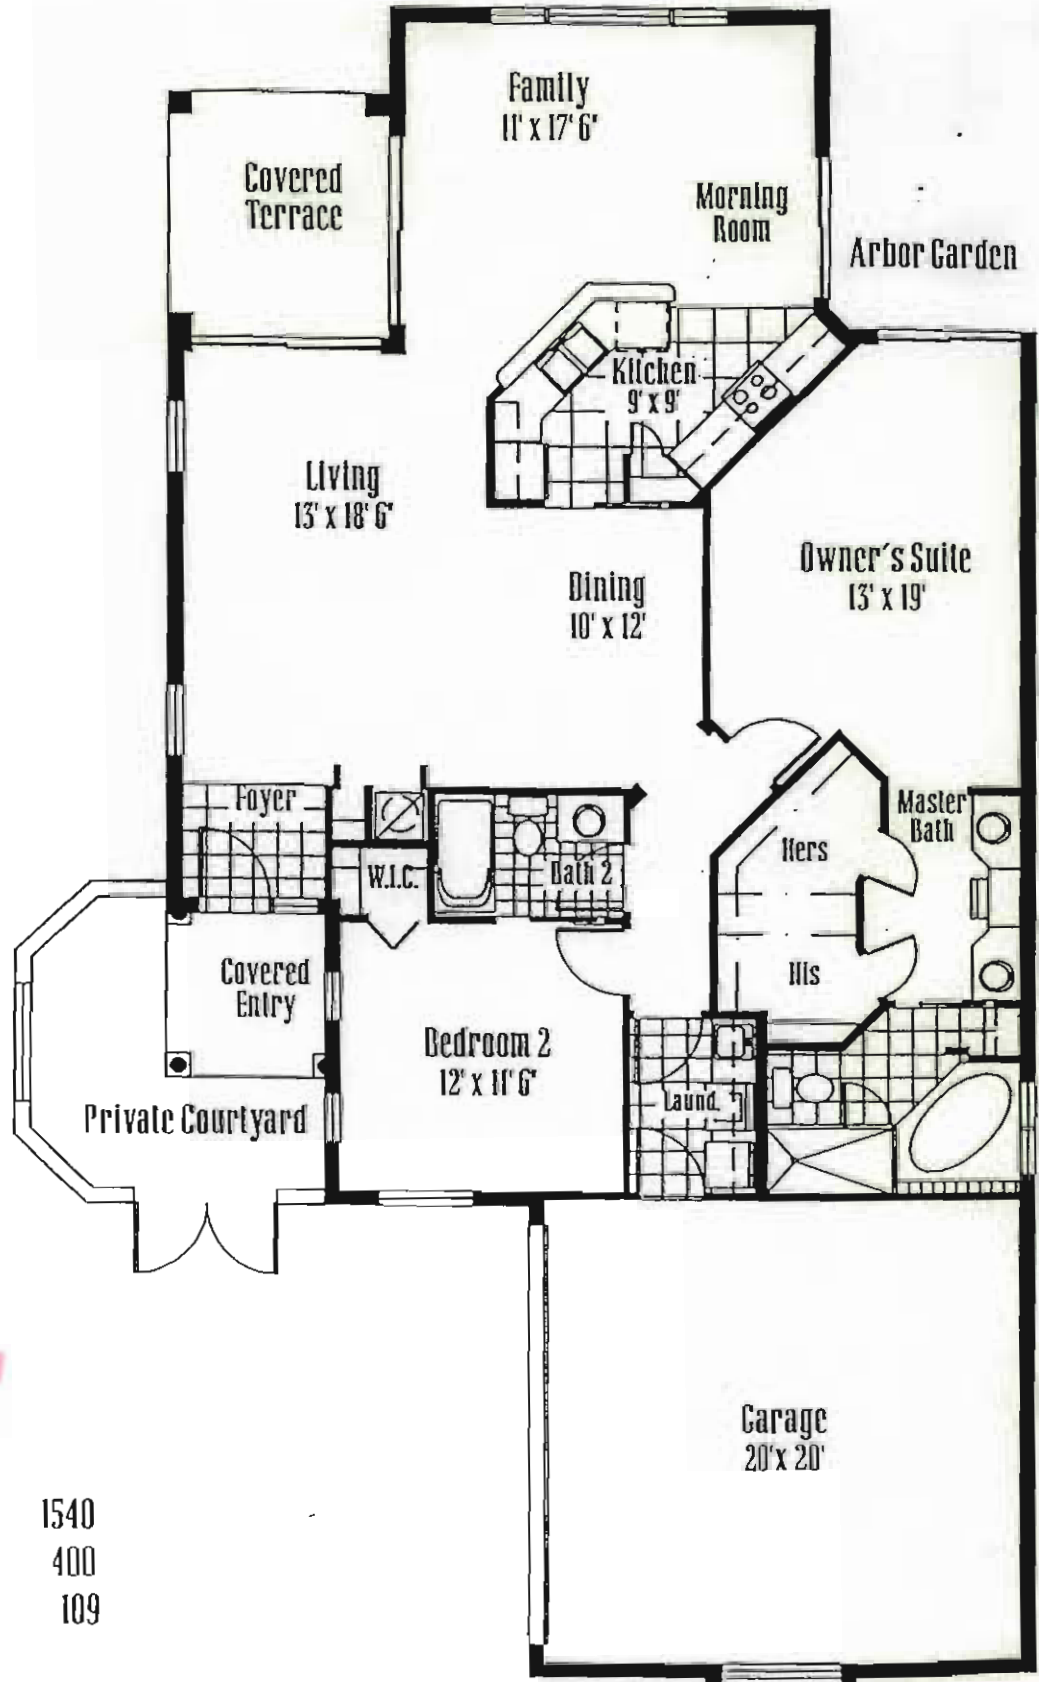 Family
11' x 17' 6"
Covered
Terrace
Morning
Room
Arbor Garden
Kitchen
9' x 9'
Living
13' x 18' 6"
Owner's Suite
13' x 19'
Dining
10' x 12'
Foyer
Master
Bath
Hers
W.I.C.
Bath 2
Covered
Entry
His
Bedroom 2
12' x 11' 6"
Laund.
Private Courtyard
Garage
20' x 20'
1540
400
109